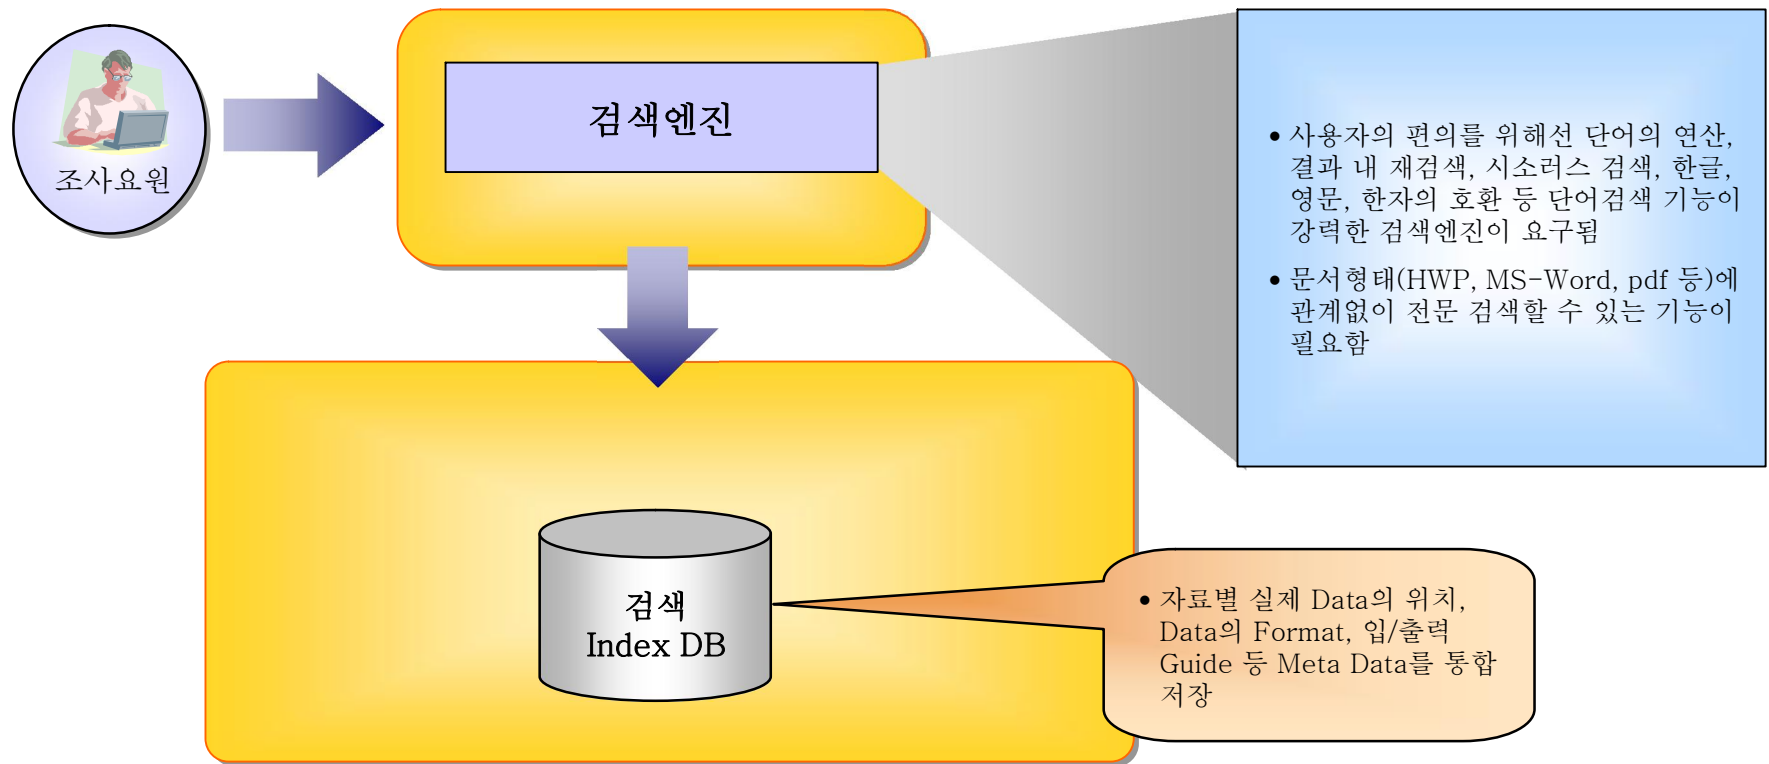 조사요원
검색엔진
• 사용자의 편의를 위해선 단어의 연산,
결과 내 재검색, 시소러스 검색, 한글,
영문, 한자의 호환 등 단어검색 기능이
강력한 검색엔진이 요구됨
• 문서형태(HWP, MS-Word, pdf 등)에
관계없이 전문 검색할 수 있는 기능이
필요함
검색
Index DB
• 자료별 실제 Data의 위치,
Data의 Format, 입/출력
Guide 등 Meta Data를 통합
저장